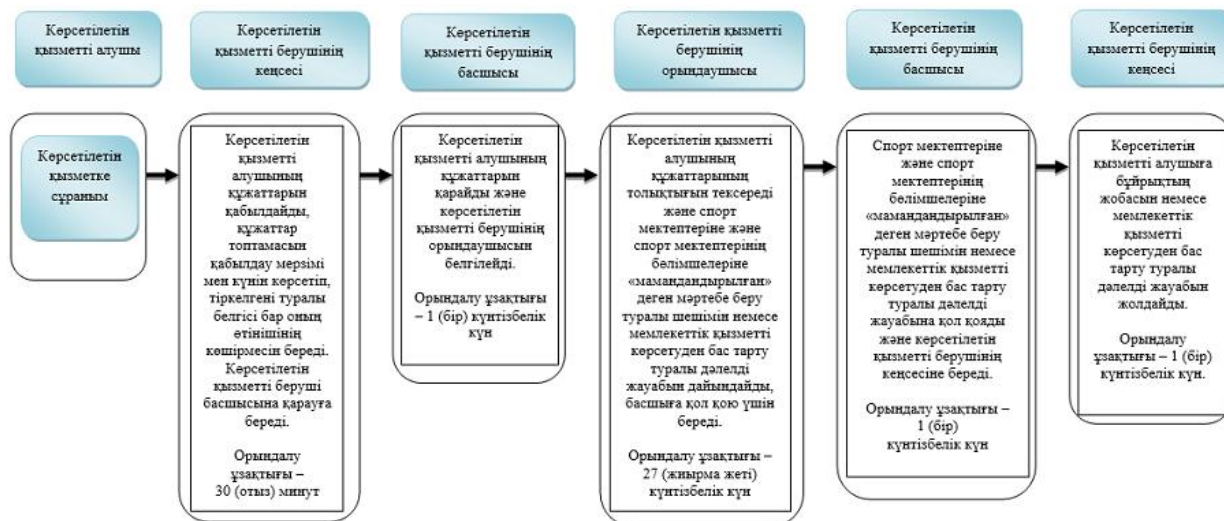 Көрсетілетін
қызметті алушы
Көрсетілетін
қызметті берушінің
кеңсесі
Көрсетілетін
қызметті берушінің
басшысы
Көрсетілетін қызметті
берушінің
орындаушысы
Көрсетілетін
қызметті берушінің
басшысы
Көрсетілетін
қызметті берушінің
кеңсесі
Көрсетілетін
қызметке
сұраным
Көрсетілетін
қызметті
алушының
құжаттарын
қабылдайды,
құжаттар
топтамасын
қабылдау мерзімі
мен күнін көрсетіп,
тіркелгені туралы
белгісі бар оның
өтінішінің
көшірмесін береді.
Көрсетілетін
қызметті беруші
басшысына қарауға
береді.
Орындалу
ұзақтығы –
30 (отыз) минут
Көрсетілетін
қызметті алушының
құжаттарын
қарайды және
көрсетілетін
қызметті берушінің
орындаушысын
белгілейді.
Орындалу ұзақтығы
– 1 (бір) күнтізбелік
күн
Көрсетілетін қызметті
алушының
құжаттарының
толықтығын тексереді
және спорт
мектептеріне және
спорт мектептерінің
бөлімшелеріне
«мамандандырылған»
деген мәртебе беру
туралы шешімін немесе
мемлекеттік қызметті
көрсетуден бас тарту
туралы дәлелді
жауабын дайындайды,
басшыға қол қою үшін
береді.
Орындалу ұзақтығы –
27 (жиырма жеті)
күнтізбелік күн
Спорт мектептеріне
және спорт
мектептерінің
бөлімшелеріне
«мамандандырылған»
деген мәртебе беру
туралы шешімін немесе
мемлекеттік қызметті
көрсетуден бас тарту
туралы дәлелді
жауабына қол қояды
және көрсетілетін
қызметті берушінің
кеңсесіне береді.
Орындалу ұзақтығы –
1 (бір)
күнтізбелік күн
Көрсетілетін
қызметті алушыға
бұйрықтың
жобасын немесе
мемлекеттік
қызметті
көрсетуден бас
тарту туралы
дәлелді жауабын
жолдайды.
Орындалу
ұзақтығы – 1 (бір)
күнтізбелік күн.